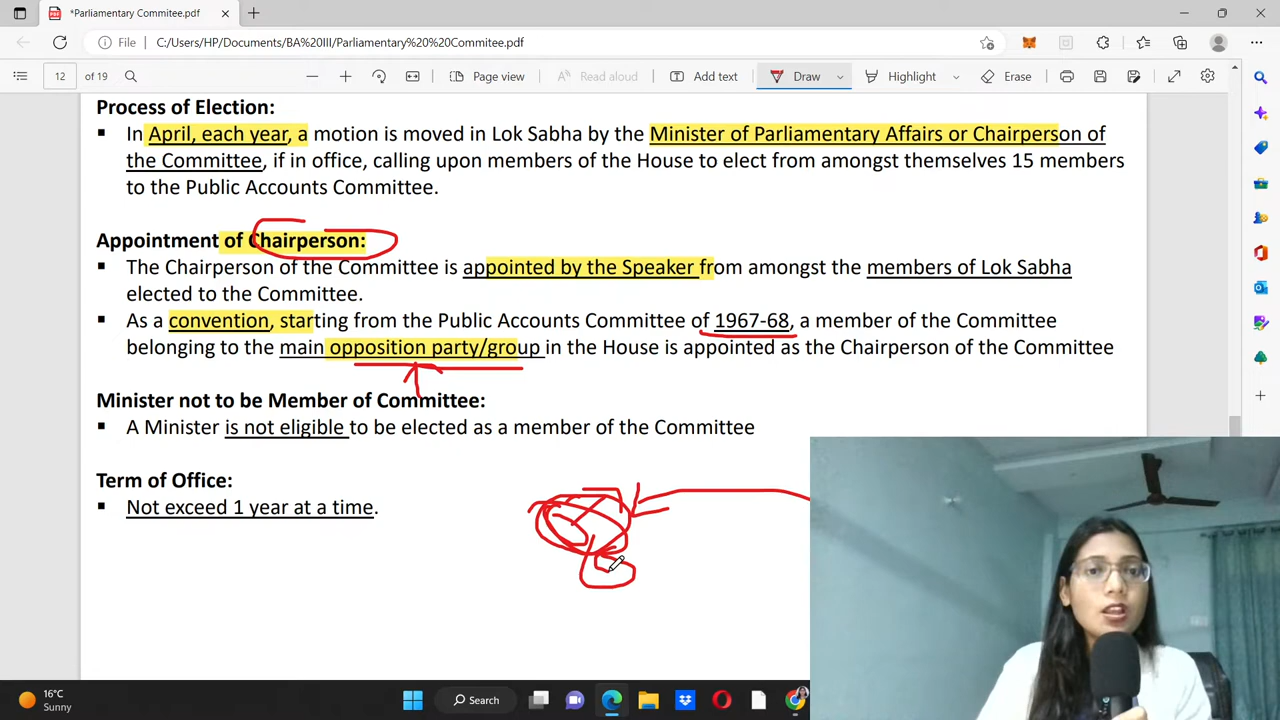 *Parliamentary Commitee.pdf
File
C:/Users/HP/Documents/BA%20III/Parliamentary%20%20Commitee.pdf
12 of 19
Page view
Read aloud
Add text
Draw
Highlight
Erase
Process of Election:
▪ In April, each year, a motion is moved in Lok Sabha by the Minister of Parliamentary Affairs or Chairperson of
the Committee, if in office, calling upon members of the House to elect from amongst themselves 15 members
to the Public Accounts Committee.
Appointment of Chairperson:
▪ The Chairperson of the Committee is appointed by the Speaker from amongst the members of Lok Sabha
elected to the Committee.
▪ As a convention, starting from the Public Accounts Committee of 1967-68, a member of the Committee
belonging to the main opposition party/group in the House is appointed as the Chairperson of the Committee
Minister not to be Member of Committee:
▪ A Minister is not eligible to be elected as a member of the Committee
Term of Office:
▪ Not exceed 1 year at a time.
16°C
Sunny
Search